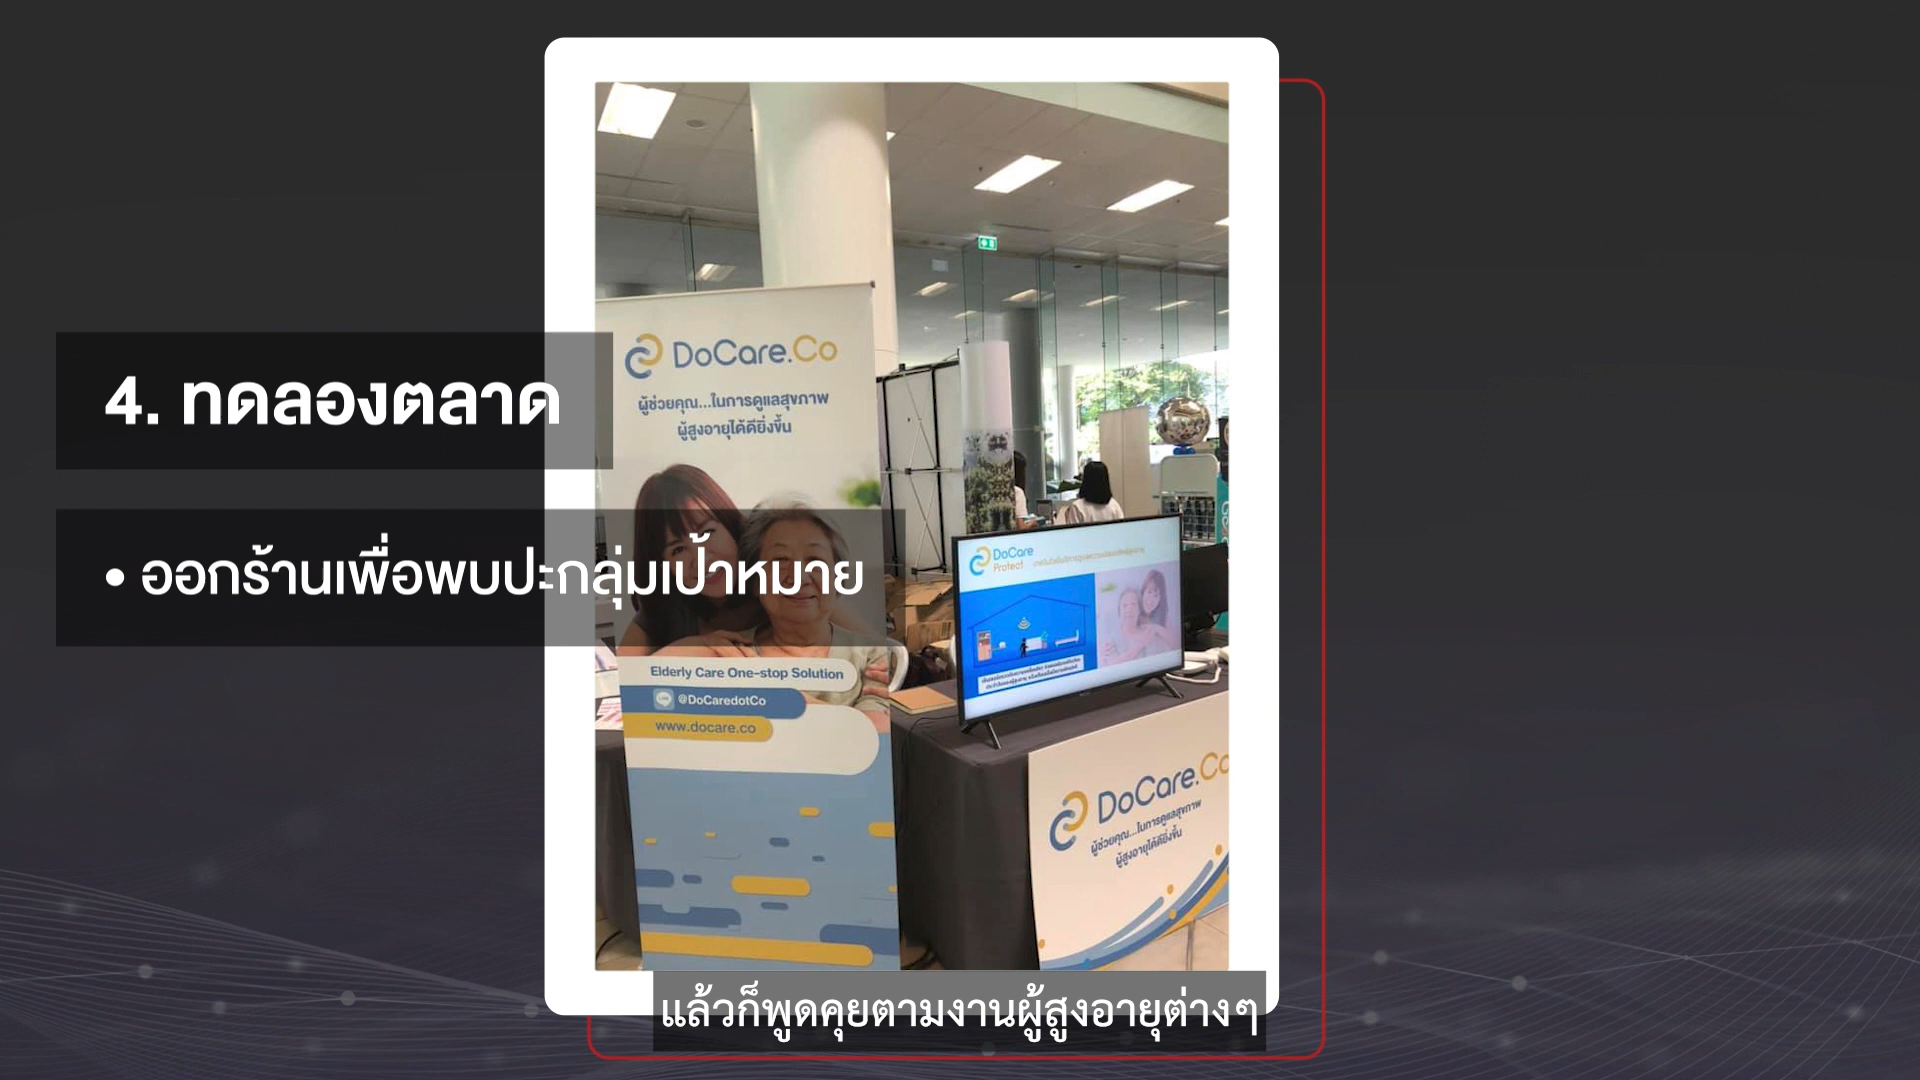 4. ทดลองตลาด
• ออกร้านเพื่อพบปะกลุ่มเป้าหมาย
DoCare.Co
ผู้ช่วยคุณ...ในการดูแลสุขภาพ
ผู้สูงอายุได้ดียิ่งขึ้น
Elderly Care One-stop Solution
@DoCaredotCo
www.docare.co
DoCare
Protect
DoCare.Co
ผู้ช่วยคุณ...ในการดูแลสุขภาพ
ผู้สูงอายุได้ดียิ่งขึ้น
แล้วก็พูดคุยตามงานผู้สูงอายุต่างๆ